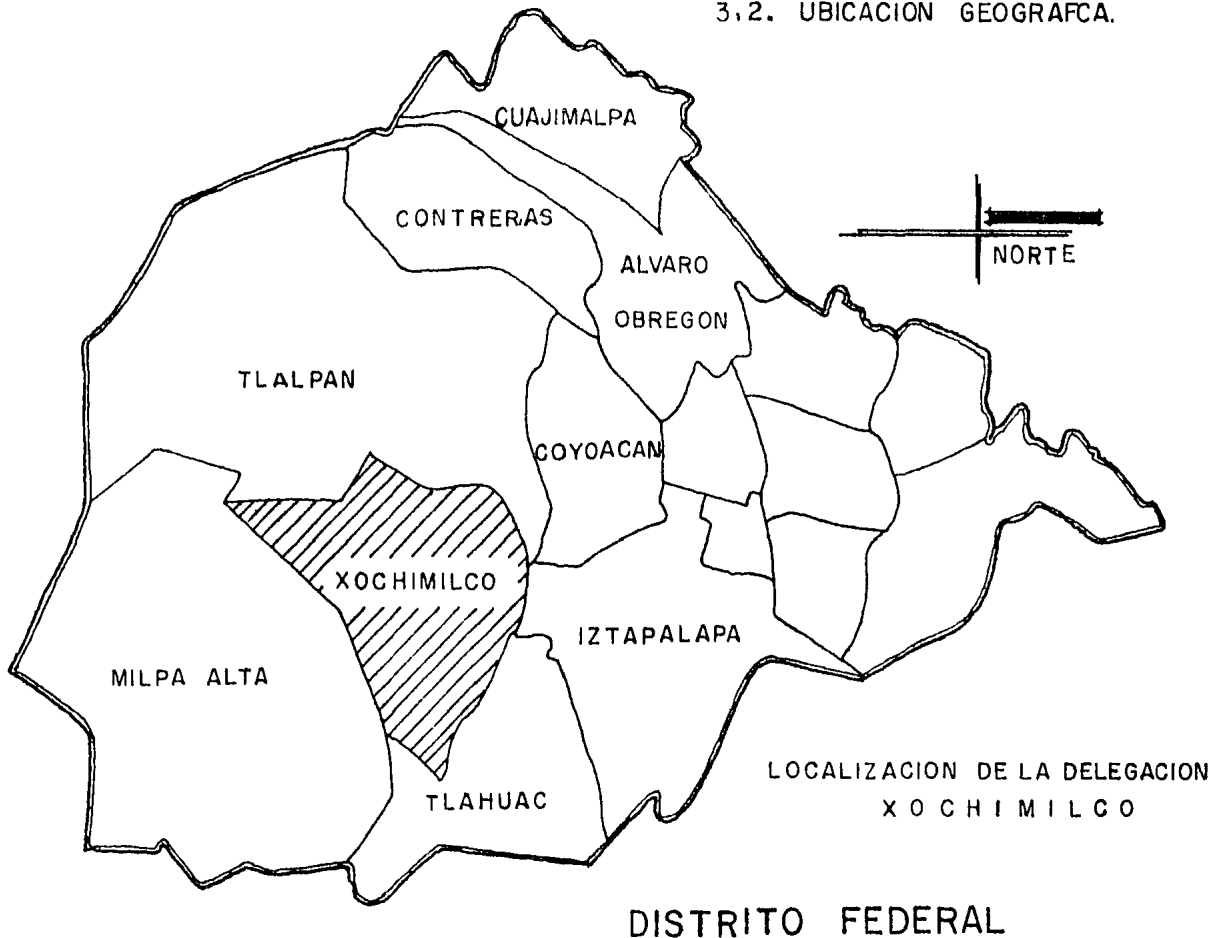 3.2. UBICACION GEOGRAFCA.
CUAJIMALPA
CONTRERAS
ALVARO
OBREGON
NORTE
TLALPAN
COYOACAN
XOCHIMILCO
IZTAPALAPA
MILPA ALTA
TLAHUAC
LOCALIZACION DE LA DELEGACION
XOCHIMILCO
DISTRITO FEDERAL